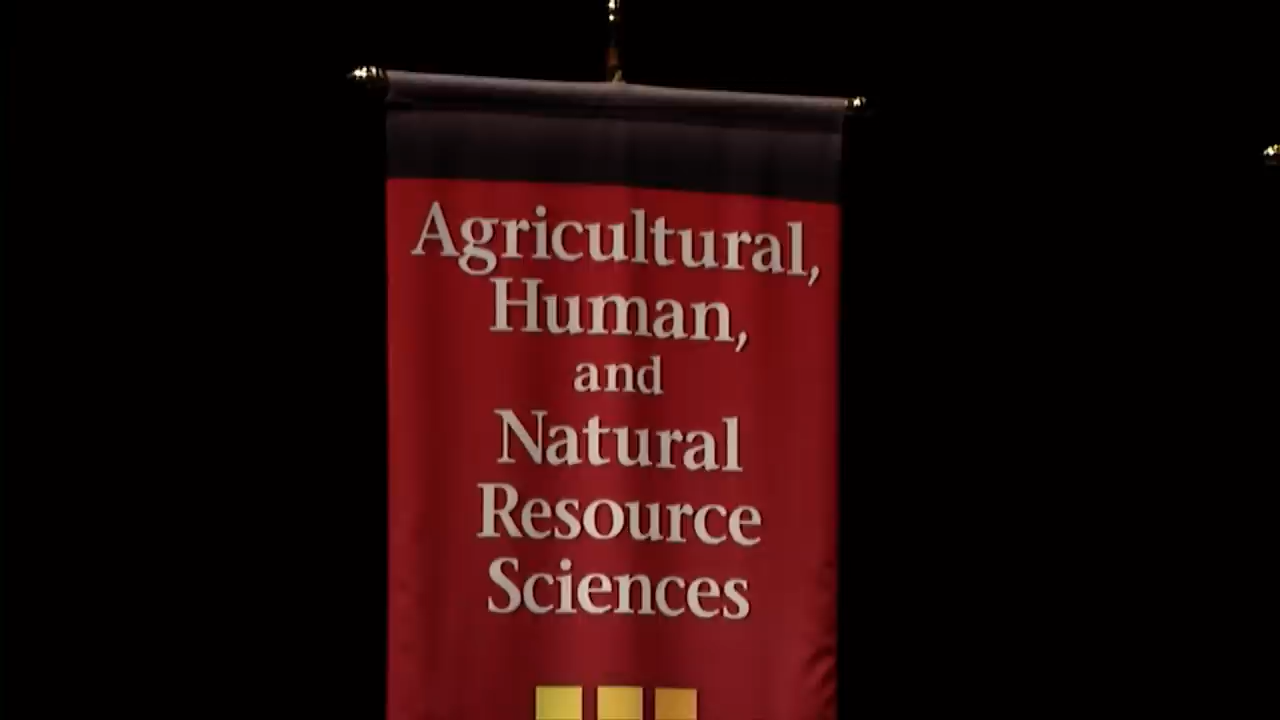 Agricultural,
Human,
and
Natural
Resource
Sciences